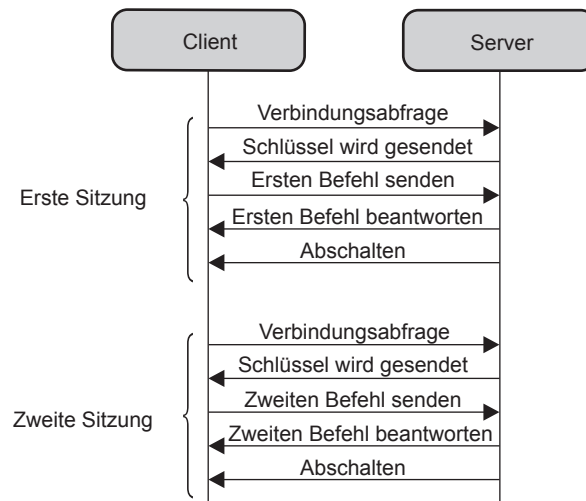 Client
Server
Verbindungsabfrage
Schlüssel wird gesendet
Ersten Befehl senden
Erste Sitzung
Ersten Befehl beantworten
Abschalten
Verbindungsabfrage
Schlüssel wird gesendet
Zweiten Befehl senden
Zweite Sitzung
Zweiten Befehl beantworten
Abschalten